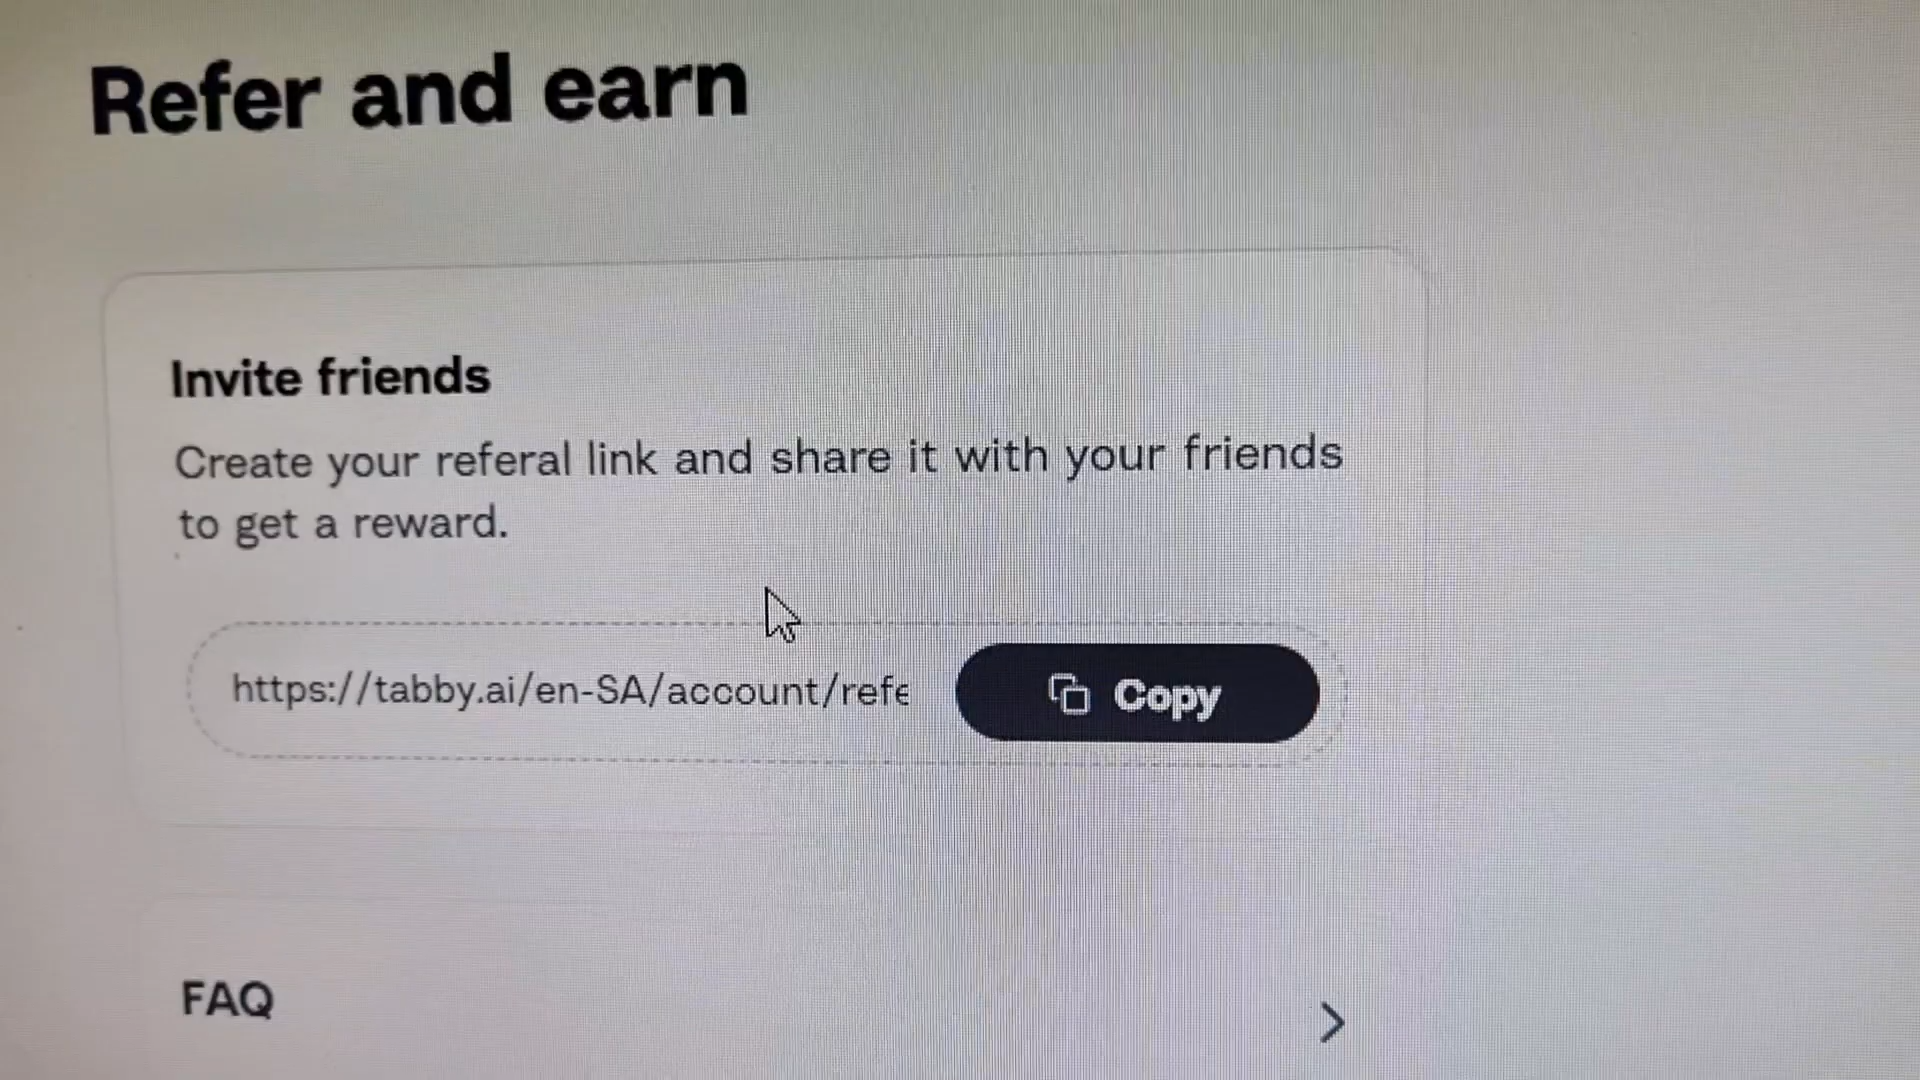 Refer and earn
Invite friends
Create your referal link and share it with your friends
to get a reward.
https://tabby.ai/en-SA/account/refe
Copy
FAQ